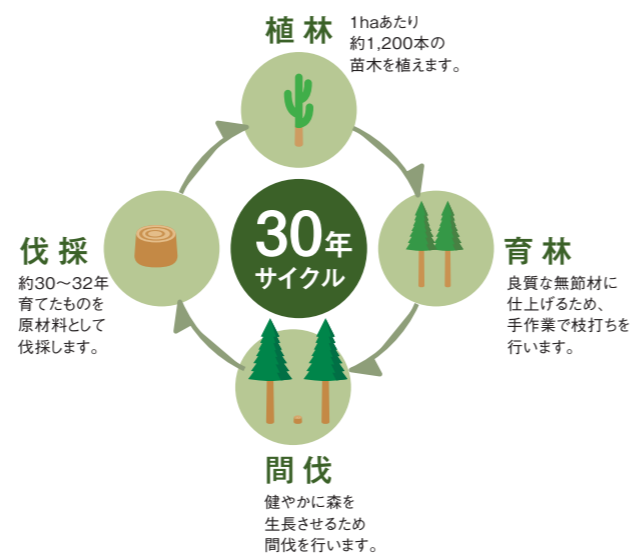 植林
1haあたり
約1,200本の
苗木を植えます。
育林
良質な無節材に
仕上げるため、
手作業で枝打ちを
行います。
間伐
健やかに森を
生長させるため
間伐を行います。
伐採
約30〜32年
育てたものを
原材料として
伐採します。
30年
サイクル